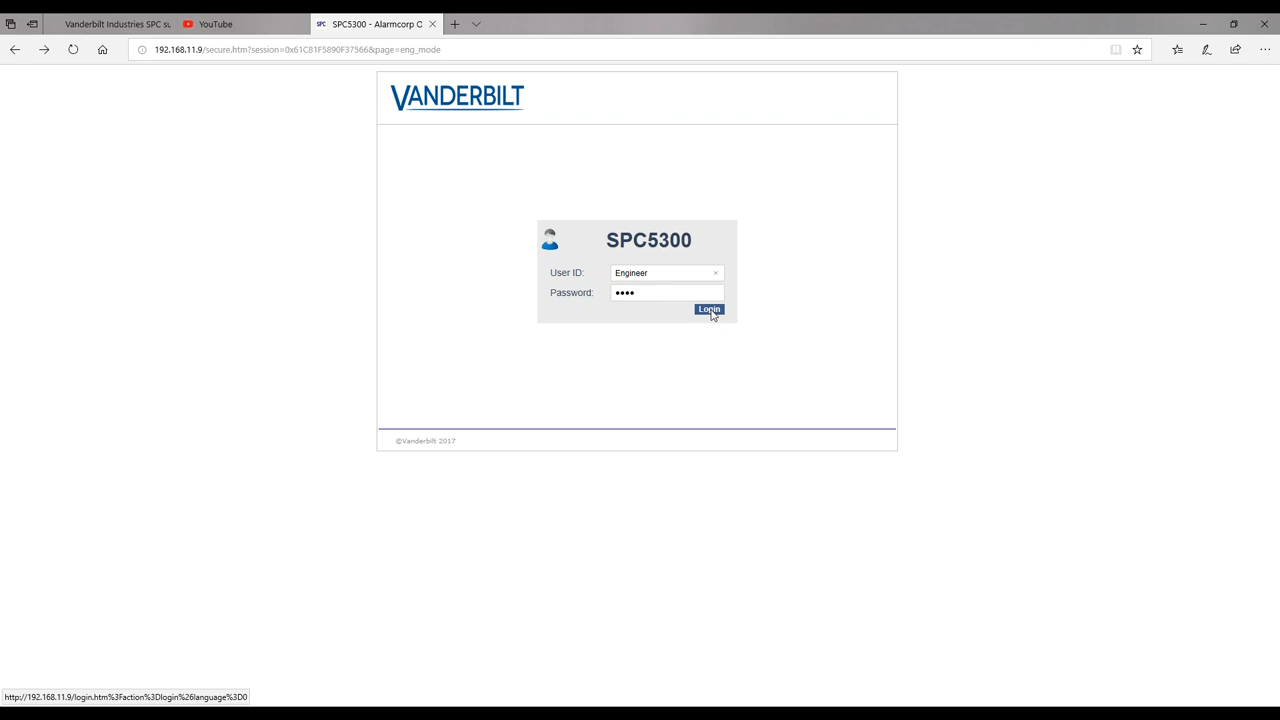 Vanderbilt Industries SPC su
YouTube
SPC SPC5300 - Alarmcorp C
192.168.11.9/secure.htm?session=0x61C81F5890F37566&page=eng_mode
VANDERBILT
SPC5300
User ID: Engineer
Password: ••••
Login
©Vanderbilt 2017
http://192.168.11.9/login.htm%3Faction%3Dlogin%26language%3D0